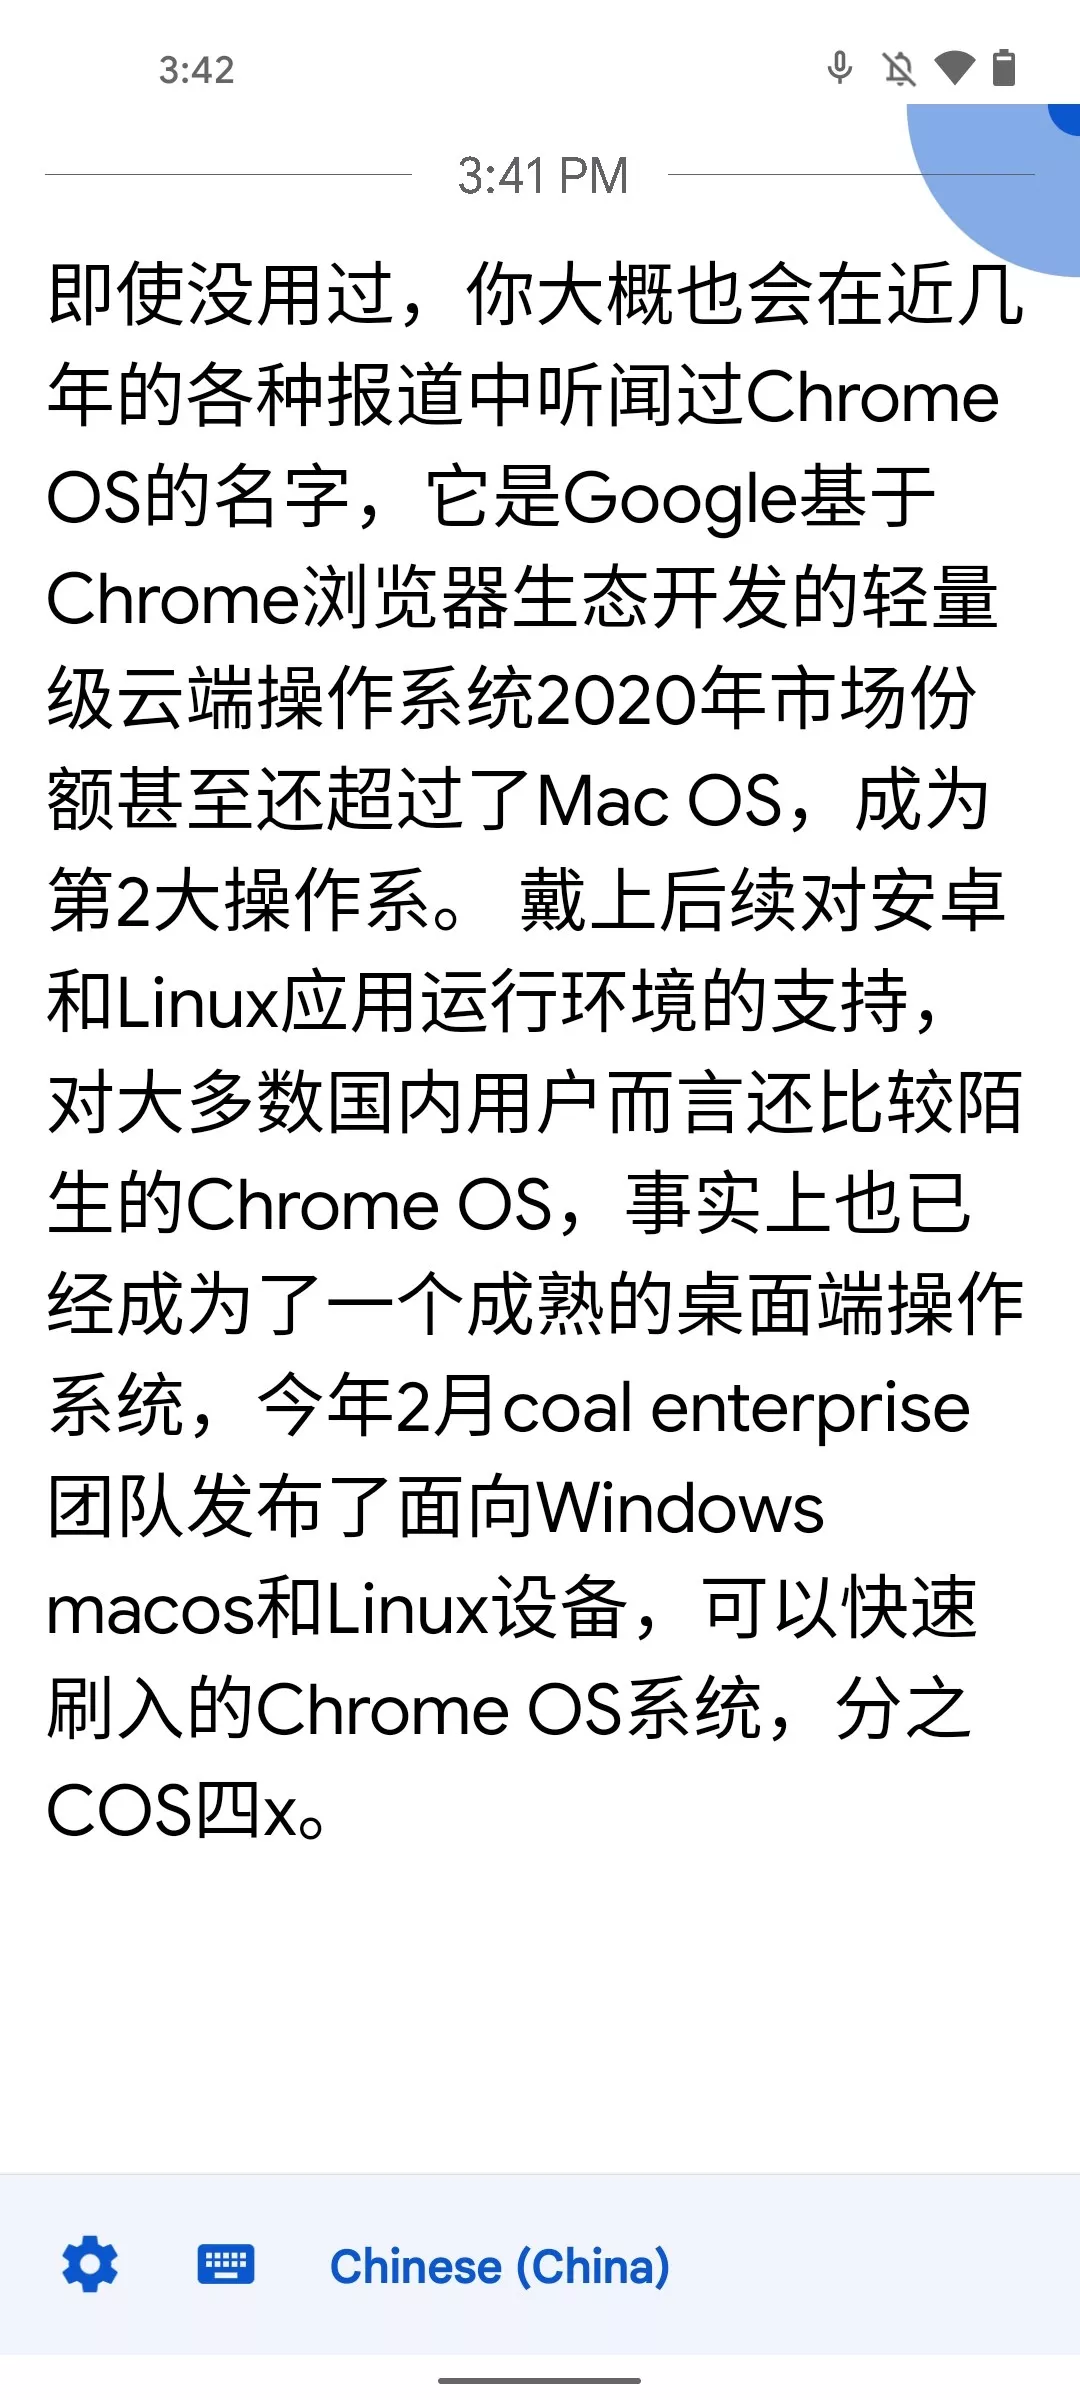 3:42
3:41 PM
即使没用过，你大概也会在近几
年的各种报道中听闻过Chrome
OS的名字，它是Google基于
Chrome浏览器生态开发的轻量
级云端操作系统2020年市场份
额甚至还超过了Mac OS，成为
第2大操作系。 戴上后续对安卓
和Linux应用运行环境的支持，
对大多数国内用户而言还比较陌
生的Chrome OS，事实上也已
经成为了一个成熟的桌面端操作
系统，今年2月coal enterprise
团队发布了面向Windows
macos和Linux设备，可以快速
刷入的Chrome OS系统，分之
COS四x。
Chinese (China)